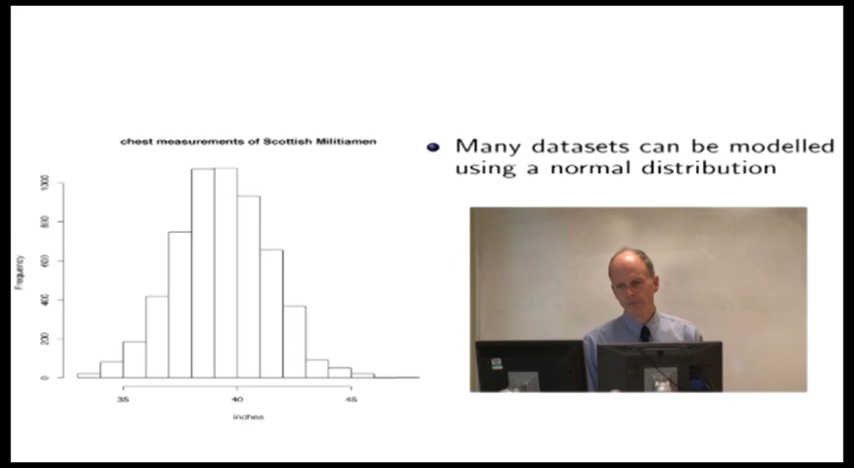 chest measurements of Scottish Militiamen
Many datasets can be modelled
using a normal distribution
Frequency
1000
800
600
400
200
0
35 40 45
inches